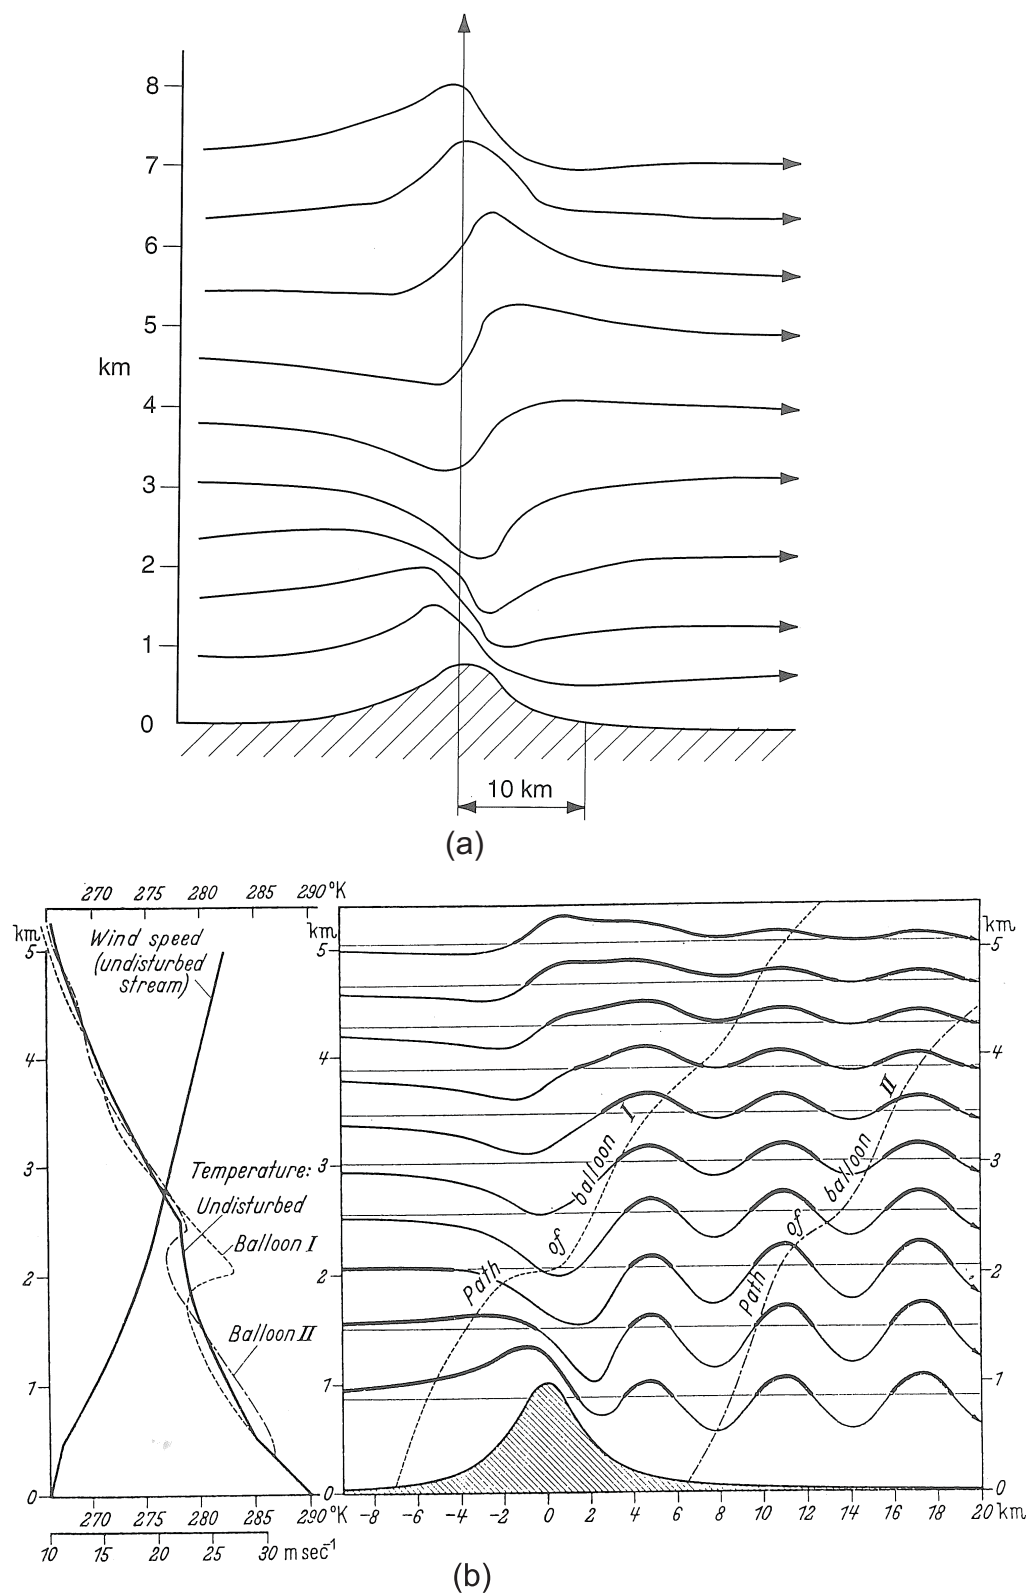 8
7
6
5
km
4
3
2
1
0
10 km
(a)
270 275 280 285 290 °K
km
5
4
3
2
1
0
Wind speed
(undisturbed
stream)
Temperature:
Undisturbed
Balloon I
Balloon II
270 275 280 285 290 °K
10 15 20 25 30 m sec-1
km
5
4
3
2
1
0
Path of balloon I
Path of balloon II
km
5
4
3
2
1
0
-8 -6 -4 -2 0 2 4 6 8 10 12 14 16 18 20 km
(b)